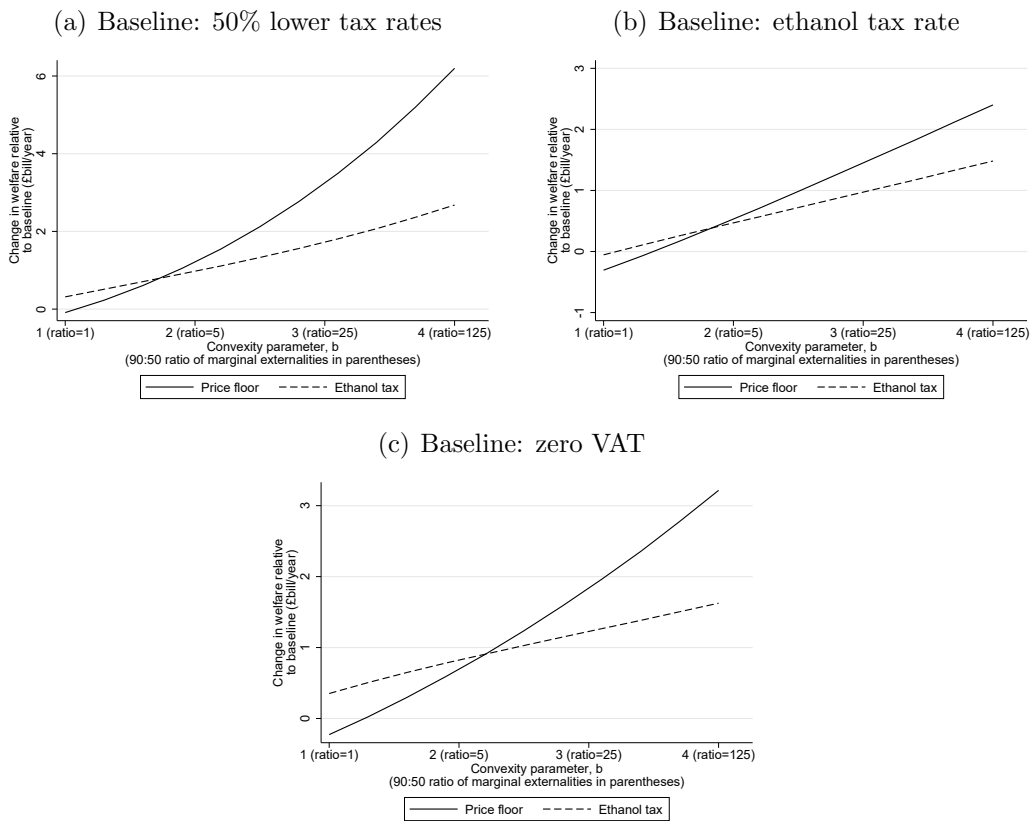 (a) Baseline: 50% lower tax rates
Change in welfare relative
to baseline (£bill/year)
6
4
2
0
1 (ratio=1) 2 (ratio=5) 3 (ratio=25) 4 (ratio=125)
Convexity parameter, b
(90:50 ratio of marginal externalities in parentheses)
Price floor Ethanol tax
(b) Baseline: ethanol tax rate
Change in welfare relative
to baseline (£bill/year)
3
2
1
0
-1
1 (ratio=1) 2 (ratio=5) 3 (ratio=25) 4 (ratio=125)
Convexity parameter, b
(90:50 ratio of marginal externalities in parentheses)
Price floor Ethanol tax
(c) Baseline: zero VAT
Change in welfare relative
to baseline (£bill/year)
3
2
1
0
1 (ratio=1) 2 (ratio=5) 3 (ratio=25) 4 (ratio=125)
Convexity parameter, b
(90:50 ratio of marginal externalities in parentheses)
Price floor Ethanol tax